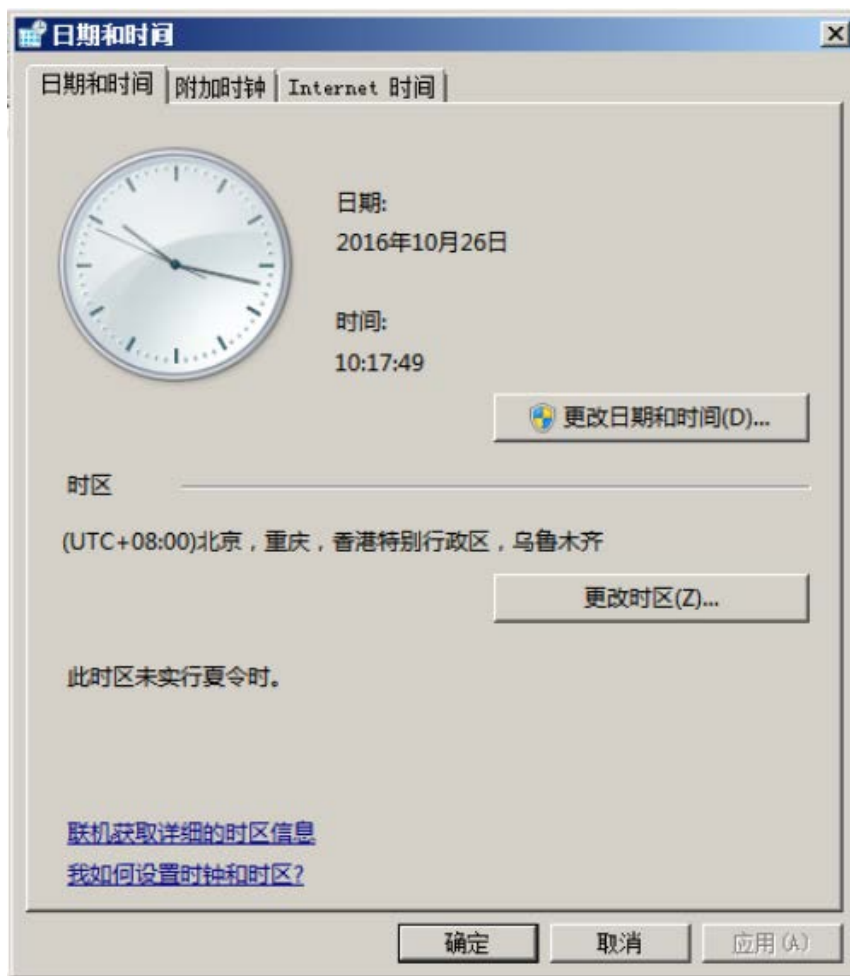 日期和时间
日期和时间 附加时钟 Internet 时间
日期:
2016年10月26日
时间:
10:17:49
更改日期和时间(D)...
时区
(UTC+08:00)北京，重庆，香港特别行政区，乌鲁木齐
更改时区(Z)...
此时区未实行夏令时。
联机获取详细的时区信息
我如何设置时钟和时区?
确定 取消 应用(A)